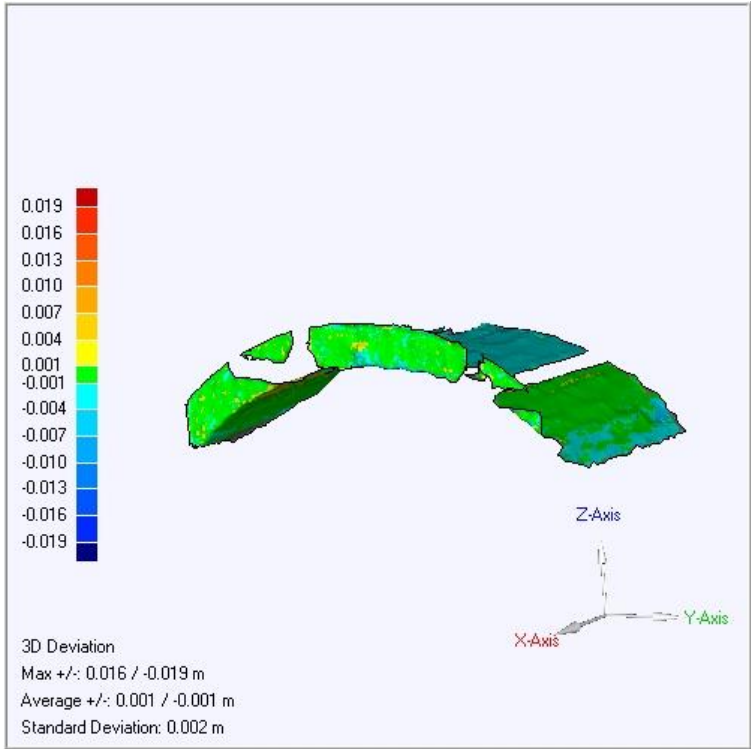 0.019
0.016
0.013
0.010
0.007
0.004
0.001
-0.001
-0.004
-0.007
-0.010
-0.013
-0.016
-0.019
Z-Axis
Y-Axis
X-Axis
3D Deviation
Max +/-: 0.016 / -0.019 m
Average +/-: 0.001 / -0.001 m
Standard Deviation: 0.002 m